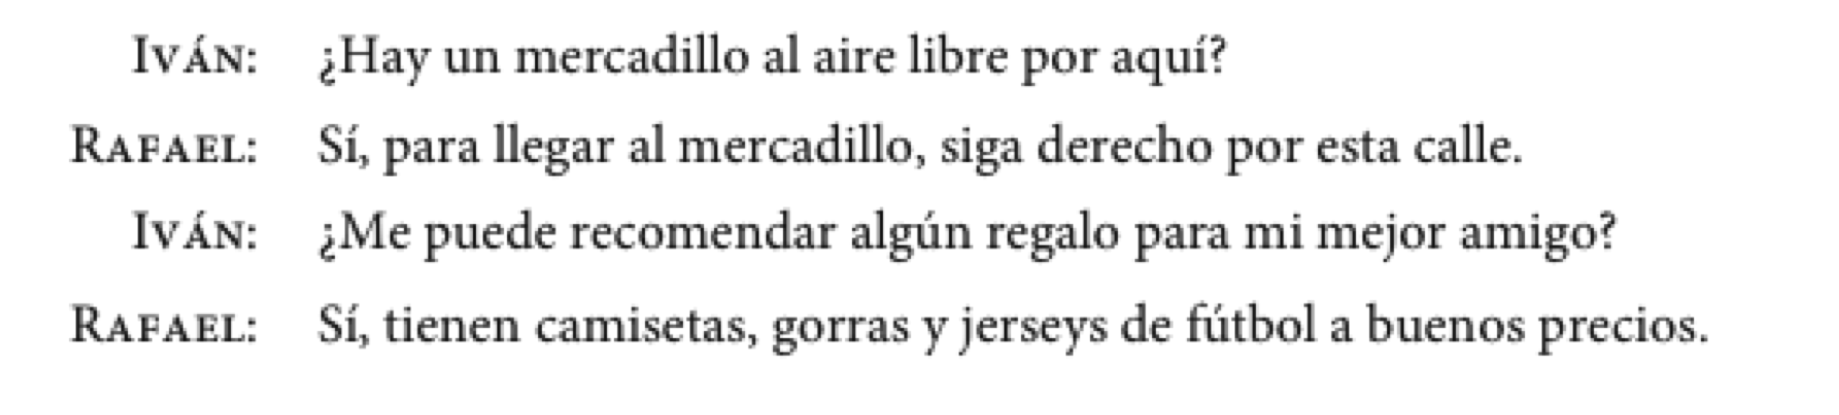 Iván: ¿Hay un mercadillo al aire libre por aquí?
Rafael: Sí, para llegar al mercadillo, siga derecho por esta calle.
Iván: ¿Me puede recomendar algún regalo para mi mejor amigo?
Rafael: Sí, tienen camisetas, gorras y jerseys de fútbol a buenos precios.